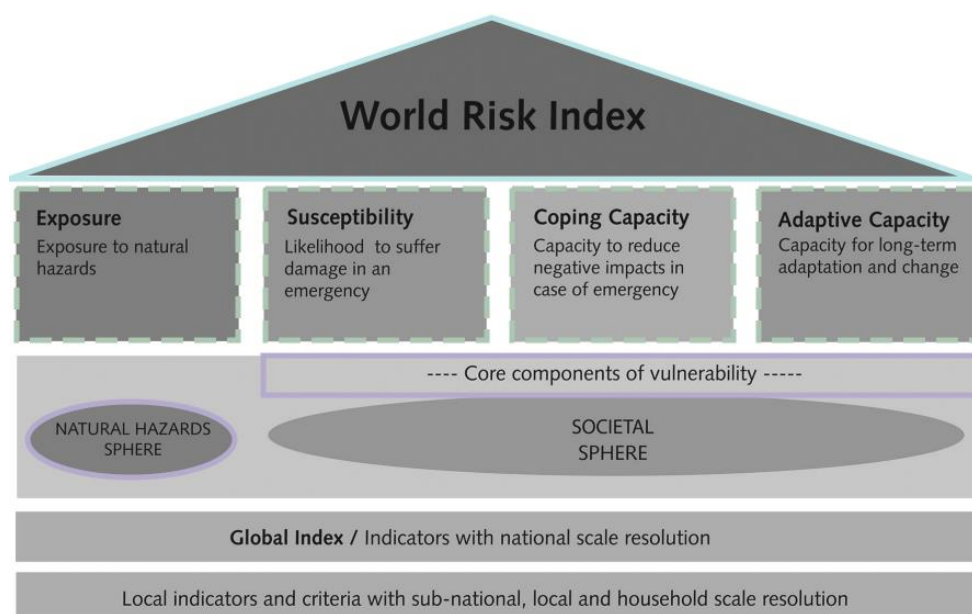 World Risk Index
Exposure
Exposure to natural
hazards
Susceptibility
Likelihood to suffer
damage in an
emergency
Coping Capacity
Capacity to reduce
negative impacts in
case of emergency
Adaptive Capacity
Capacity for long-term
adaptation and change
---- Core components of vulnerability -----
NATURAL HAZARDS
SPHERE
SOCIETAL
SPHERE
Global Index / Indicators with national scale resolution
Local indicators and criteria with sub-national, local and household scale resolution